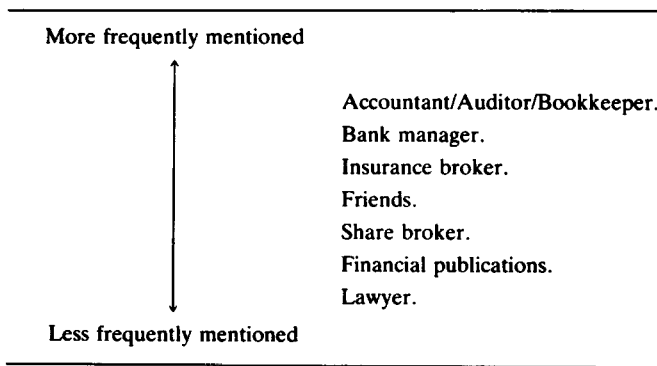 More frequently mentioned
Accountant/Auditor/Bookkeeper.
Bank manager.
Insurance broker.
Friends.
Share broker.
Financial publications.
Lawyer.
Less frequently mentioned